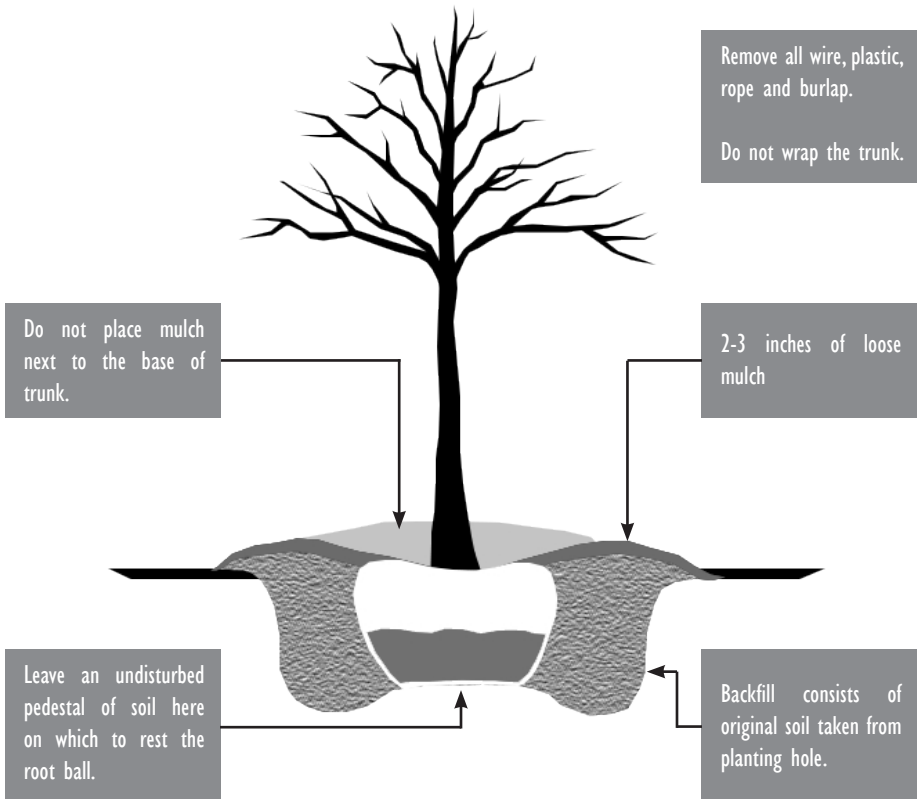 Remove all wire, plastic,
rope and burlap.
Do not wrap the trunk.
Do not place mulch
next to the base of
trunk.
2-3 inches of loose
mulch
Leave an undisturbed
pedestal of soil here
on which to rest the
root ball.
Backfill consists of
original soil taken from
planting hole.